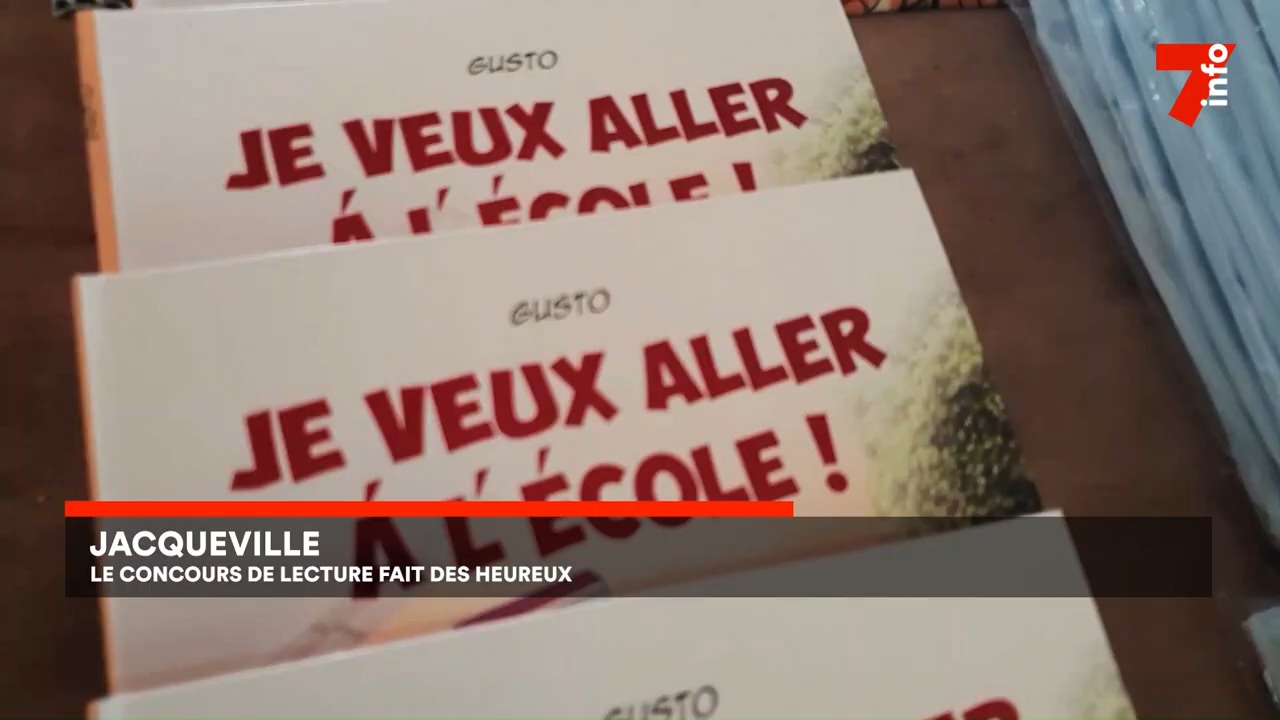 7info
GUSTO
JE VEUX ALLER
Á L'ÉCOLE !
GUSTO
JE VEUX ALLER
Á L'ÉCOLE !
JACQUEVILLE
LE CONCOURS DE LECTURE FAIT DES HEUREUX
GUSTO